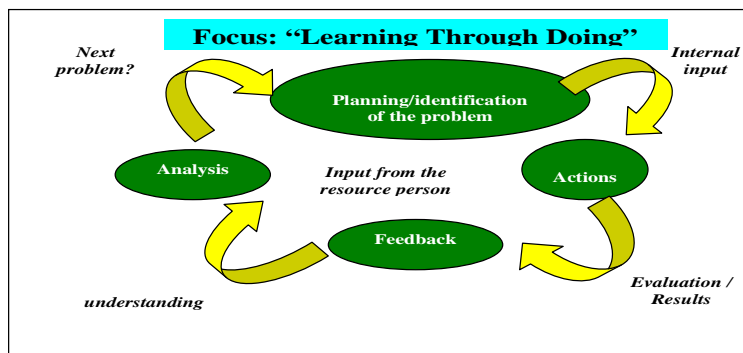 Focus: “Learning Through Doing”
Next
problem?
Internal
input
Planning/identification
of the problem
Analysis
Input from the
resource person
Actions
Feedback
understanding
Evaluation /
Results